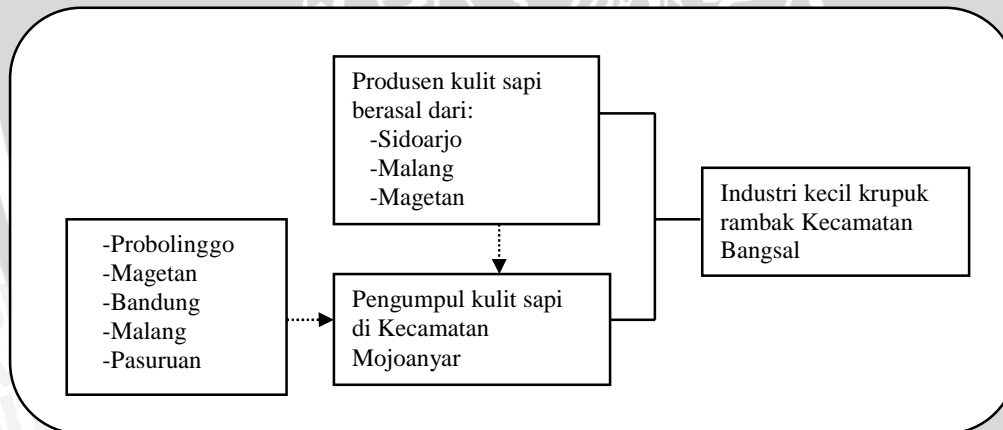 Produsen kulit sapi
berasal dari:
-Sidoarjo
-Malang
-Magetan
Industri kecil krupuk
rambak Kecamatan
Bangsal
-Probolinggo
-Magetan
-Bandung
-Malang
-Pasuruan
Pengumpul kulit sapi
di Kecamatan
Mojoanyar